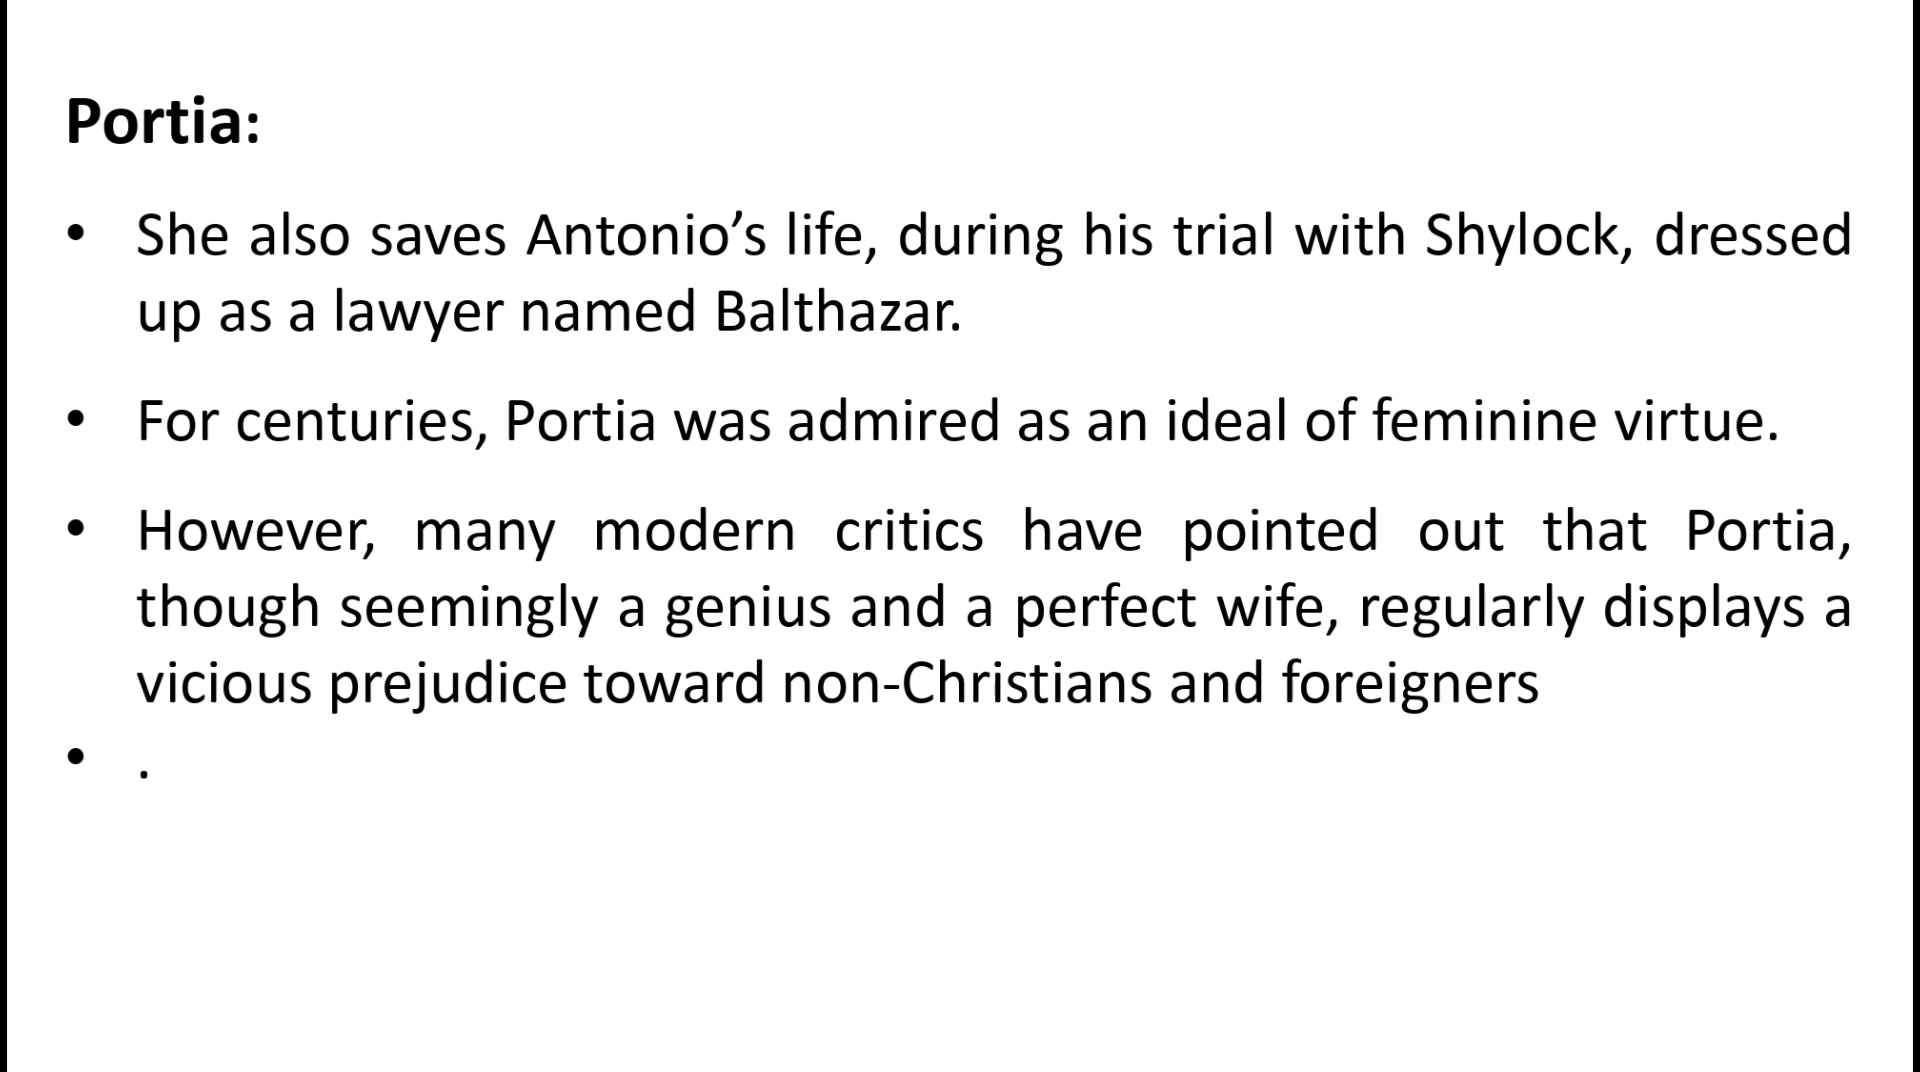 Portia:
• She also saves Antonio’s life, during his trial with Shylock, dressed
up as a lawyer named Balthazar.
• For centuries, Portia was admired as an ideal of feminine virtue.
• However, many modern critics have pointed out that Portia,
though seemingly a genius and a perfect wife, regularly displays a
vicious prejudice toward non-Christians and foreigners
• .